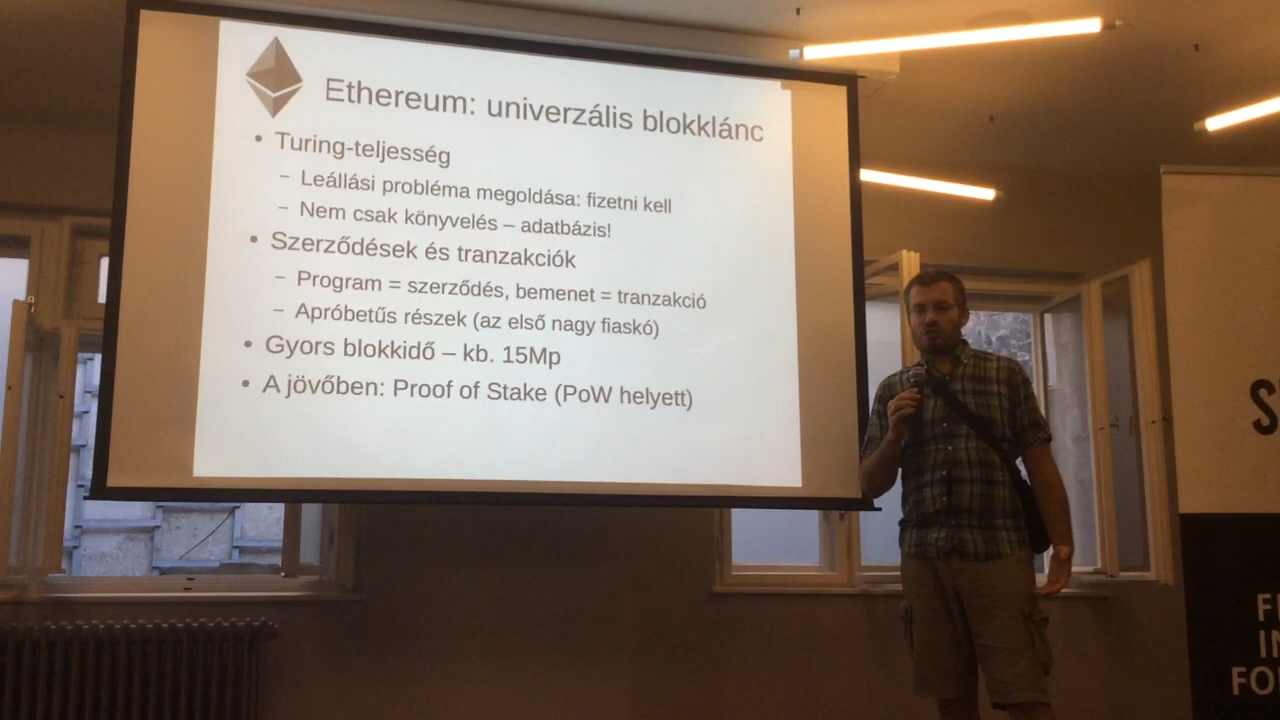 Ethereum: univerzális blokklánc
• Turing-teljesség
– Leállási probléma megoldása: fizetni kell
– Nem csak könyvelés – adatbázis!
• Szerződések és tranzakciók
– Program = szerződés, bemenet = tranzakció
– Apróbetűs részek (az első nagy fiaskó)
• Gyors blokkidő – kb. 15Mp
• A jövőben: Proof of Stake (PoW helyett)